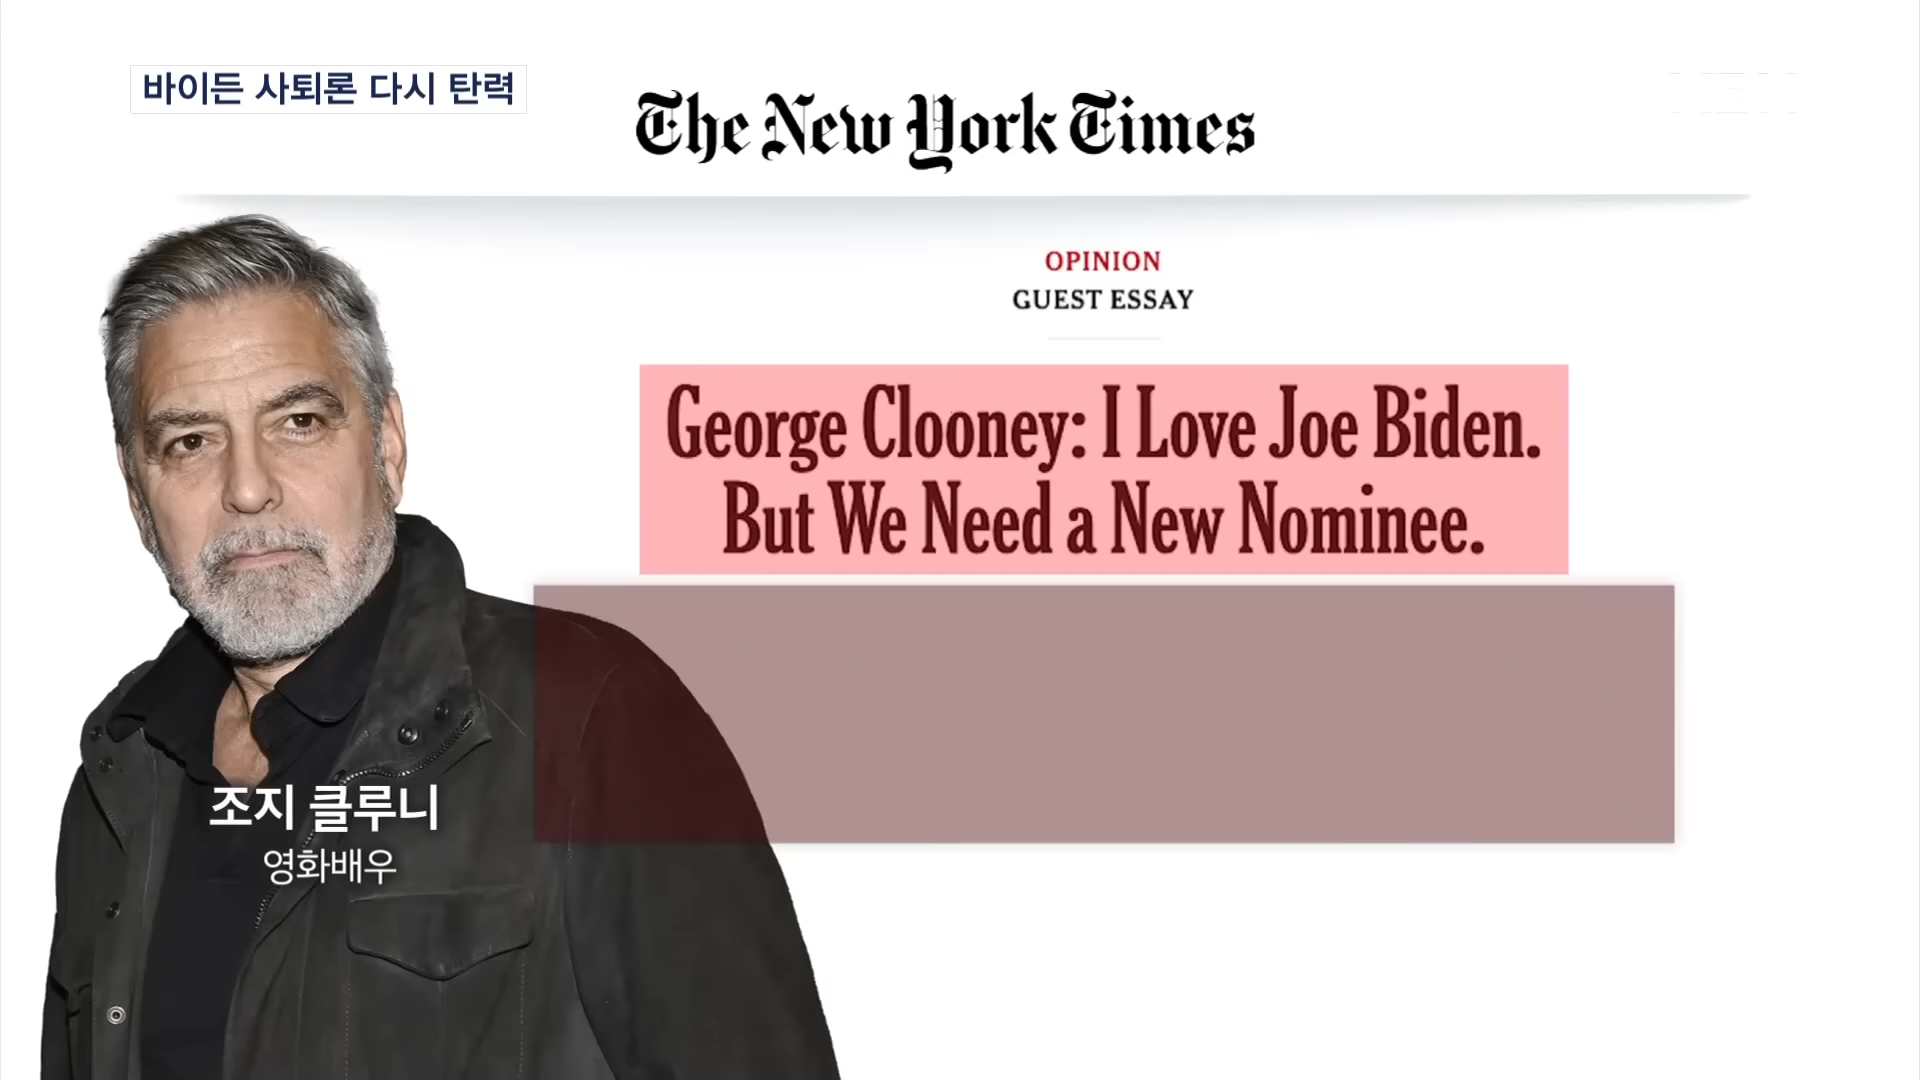 바이든 사퇴론 다시 탄력
The New York Times
OPINION
GUEST ESSAY
George Clooney: I Love Joe Biden.
But We Need a New Nominee.
조지 클루니
영화배우